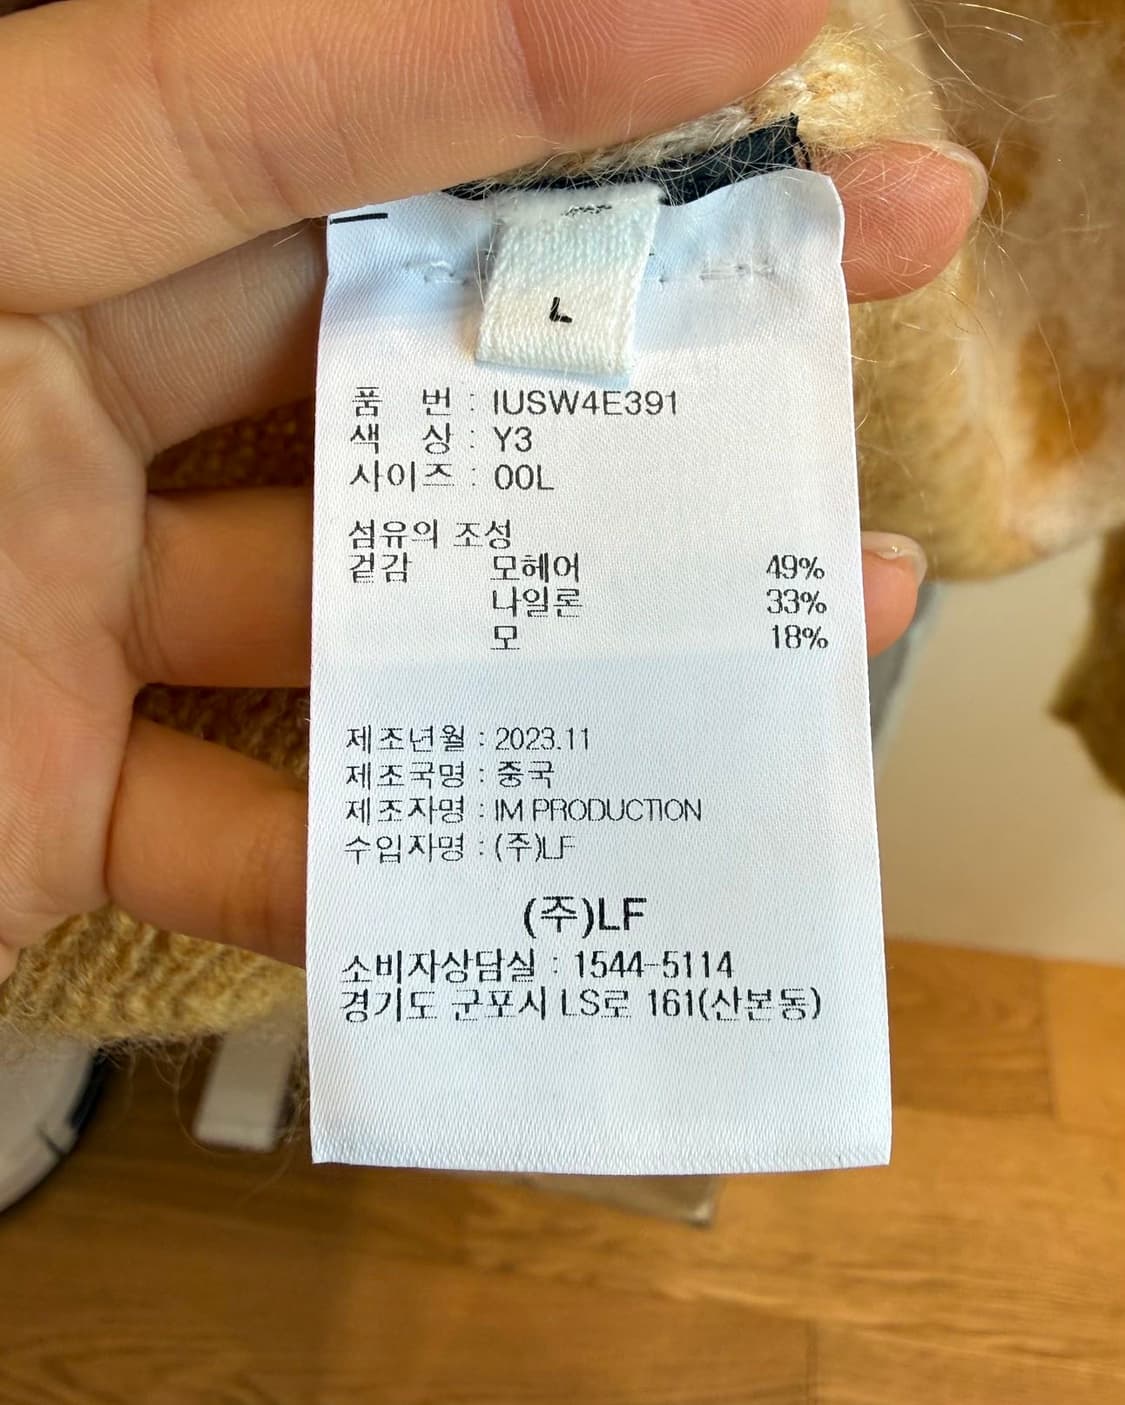 L
품 번 : IUSW4E391
색 상 : Y3
사이즈 : 00L
섬유의 조성
겉감 모헤어 49%
나일론 33%
모 18%
제조년월 : 2023.11
제조국명 : 중국
제조자명 : IM PRODUCTION
수입자명 : (주)LF
(주)LF
소비자상담실 : 1544-5114
경기도 군포시 LS로 161(산본동)